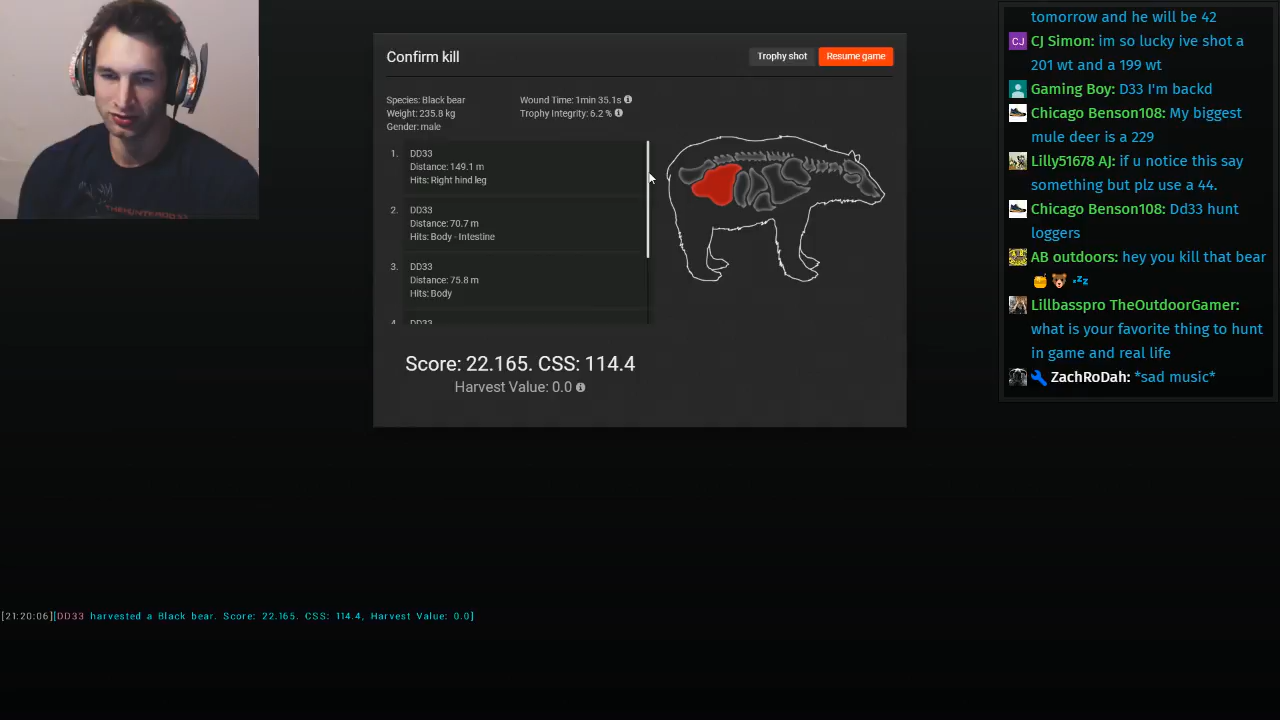 Confirm kill
Trophy shot
Resume game
Species: Black bear
Weight: 235.8 kg
Gender: male
Wound Time: 1min 35.1s
Trophy Integrity: 6.2 %
1. DD33
Distance: 149.1 m
Hits: Right hind leg
2. DD33
Distance: 70.7 m
Hits: Body - Intestine
3. DD33
Distance: 75.8 m
Hits: Body
4. DD33
Score: 22.165. CSS: 114.4
Harvest Value: 0.0
[21:20:06][DD33 harvested a Black bear. Score: 22.165. CSS: 114.4, Harvest Value: 0.0]
tomorrow and he will be 42
CJ CJ Simon: im so lucky ive shot a
201 wt and a 199 wt
Gaming Boy: D33 I'm backd
Chicago Benson108: My biggest
mule deer is a 229
Lilly51678 AJ: if u notice this say
something but plz use a 44.
Chicago Benson108: Dd33 hunt
loggers
AB outdoors: hey you kill that bear
🍯🐻💤
Lillbasspro TheOutdoorGamer:
what is your favorite thing to hunt
in game and real life
ZachRoDah: *sad music*